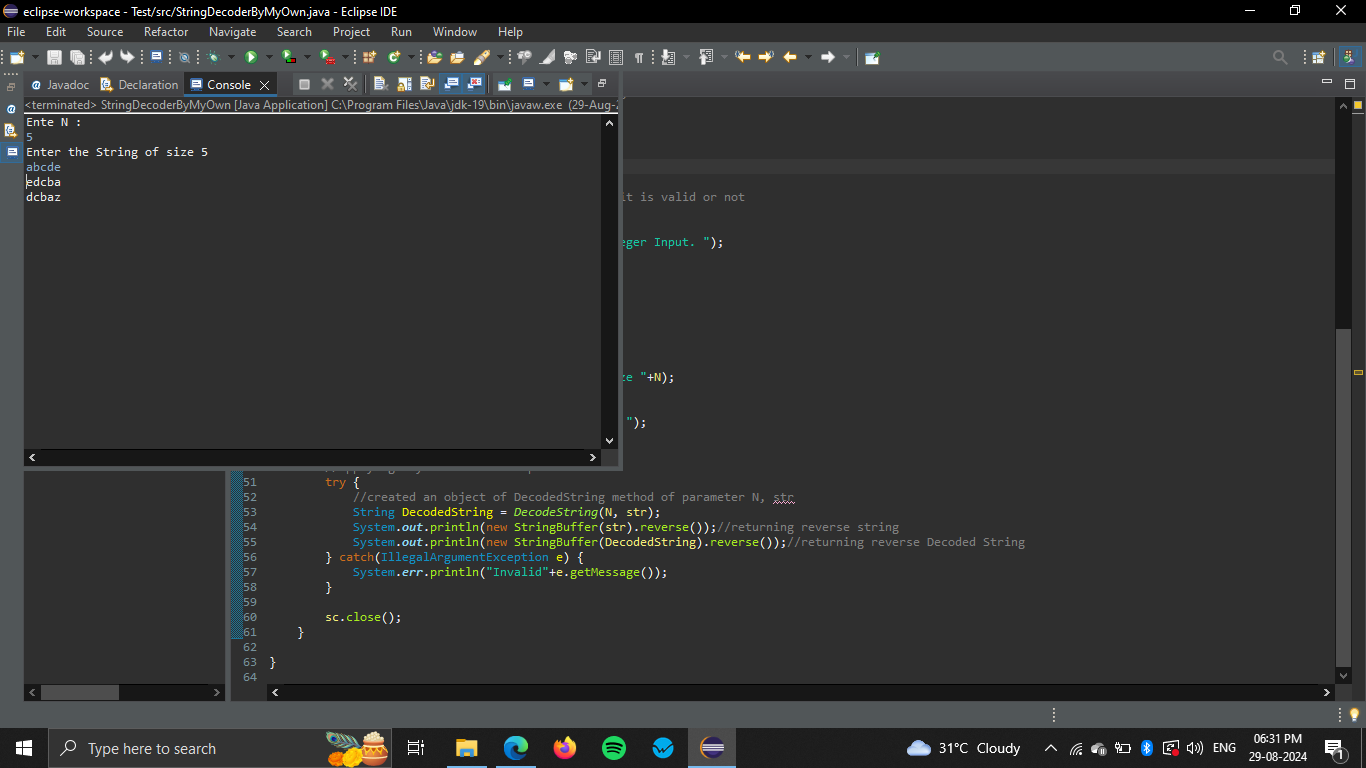 eclipse-workspace - Test/src/StringDecoderByMyOwn.java - Eclipse IDE
File Edit Source Refactor Navigate Search Project Run Window Help
Javadoc Declaration Console
<terminated> StringDecoderByMyOwn [Java Application] C:\Program Files\Java\jdk-19\bin\javaw.exe (29-Aug-2
Ente N :
5
Enter the String of size 5
abcde
edcba
dcbaz
it is valid or not
eger Input. ");
ze "+N);
");
51 try {
52 //created an object of DecodedString method of parameter N, str
53 String DecodedString = DecodeString(N, str);
54 System.out.println(new StringBuffer(str).reverse());//returning reverse string
55 System.out.println(new StringBuffer(DecodedString).reverse());//returning reverse Decoded String
56 } catch(IllegalArgumentException e) {
57 System.err.println("Invalid"+e.getMessage());
58 }
59
60 sc.close();
61 }
62
63 }
64
Type here to search
31°C Cloudy
ENG
06:31 PM
29-08-2024
1